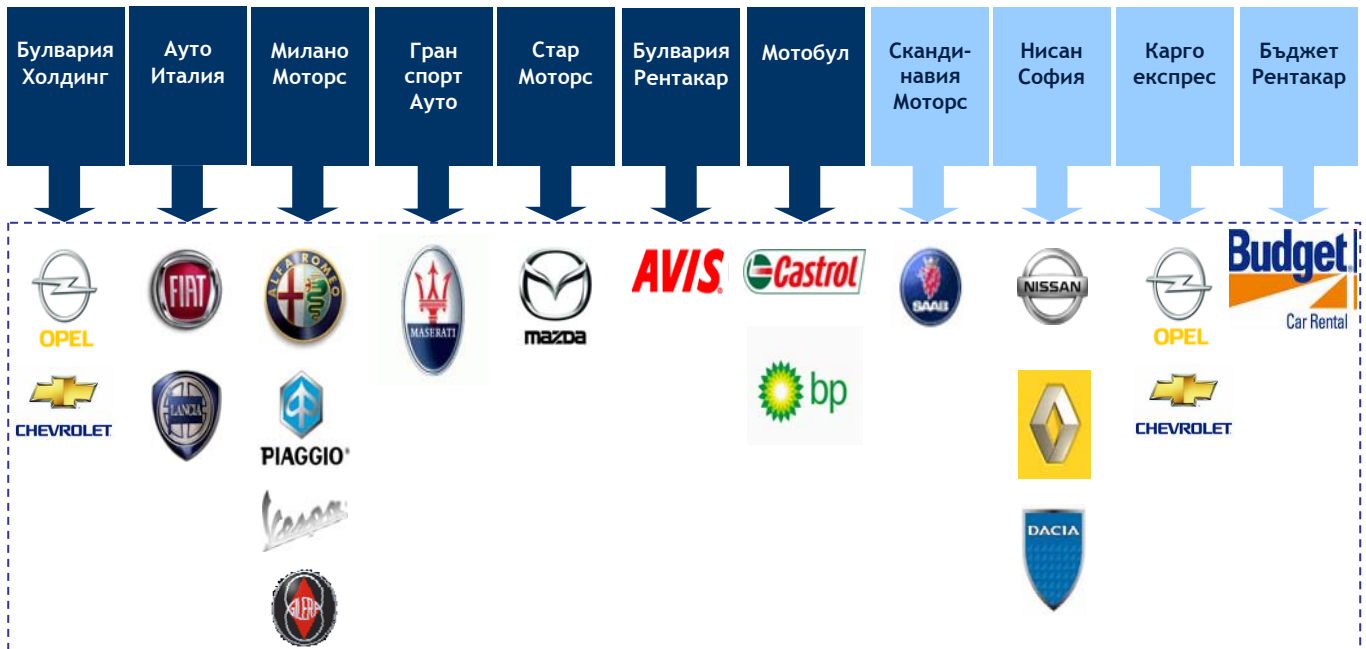 Булвария
Холдинг
Ауто
Италия
Милано
Моторс
Гран
спорт
Ауто
Стар
Моторс
Булвария
Рентакар
Мотобул
Сканди-
навия
Моторс
Нисан
София
Карго
експрес
Бъджет
Рентакар
OPEL
CHEVROLET
FIAT
LANCIA
ALFA ROMEO
PIAGGIO®
Vespa
GILERA
MASERATI
mazda
AVIS®
Castrol
bp
SAAB
NISSAN
DACIA
OPEL
CHEVROLET
Budget
Car Rental